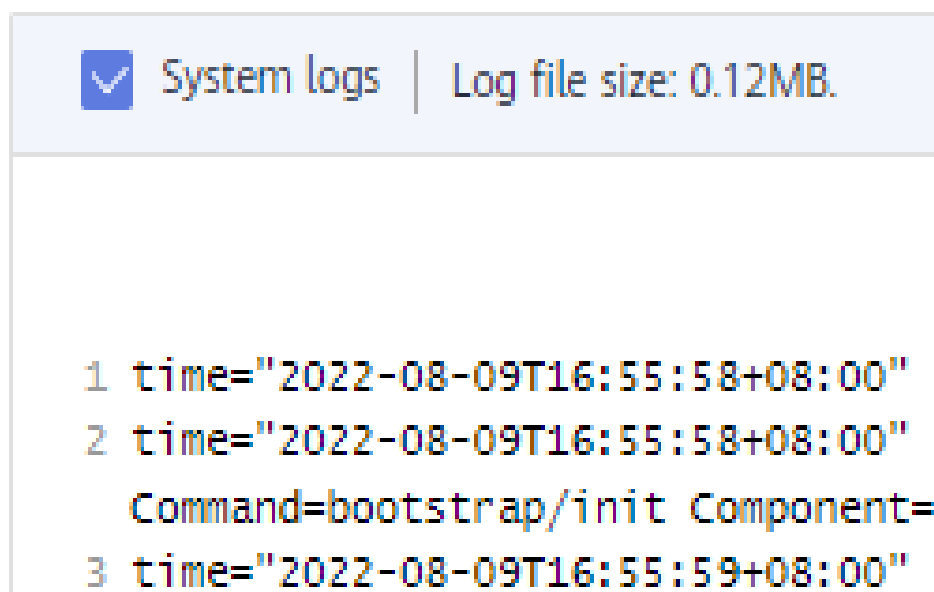 System logs | Log file size: 0.12MB.
1 time="2022-08-09T16:55:58+08:00"
2 time="2022-08-09T16:55:58+08:00"
Command=bootstrap/init Component=
3 time="2022-08-09T16:55:59+08:00"